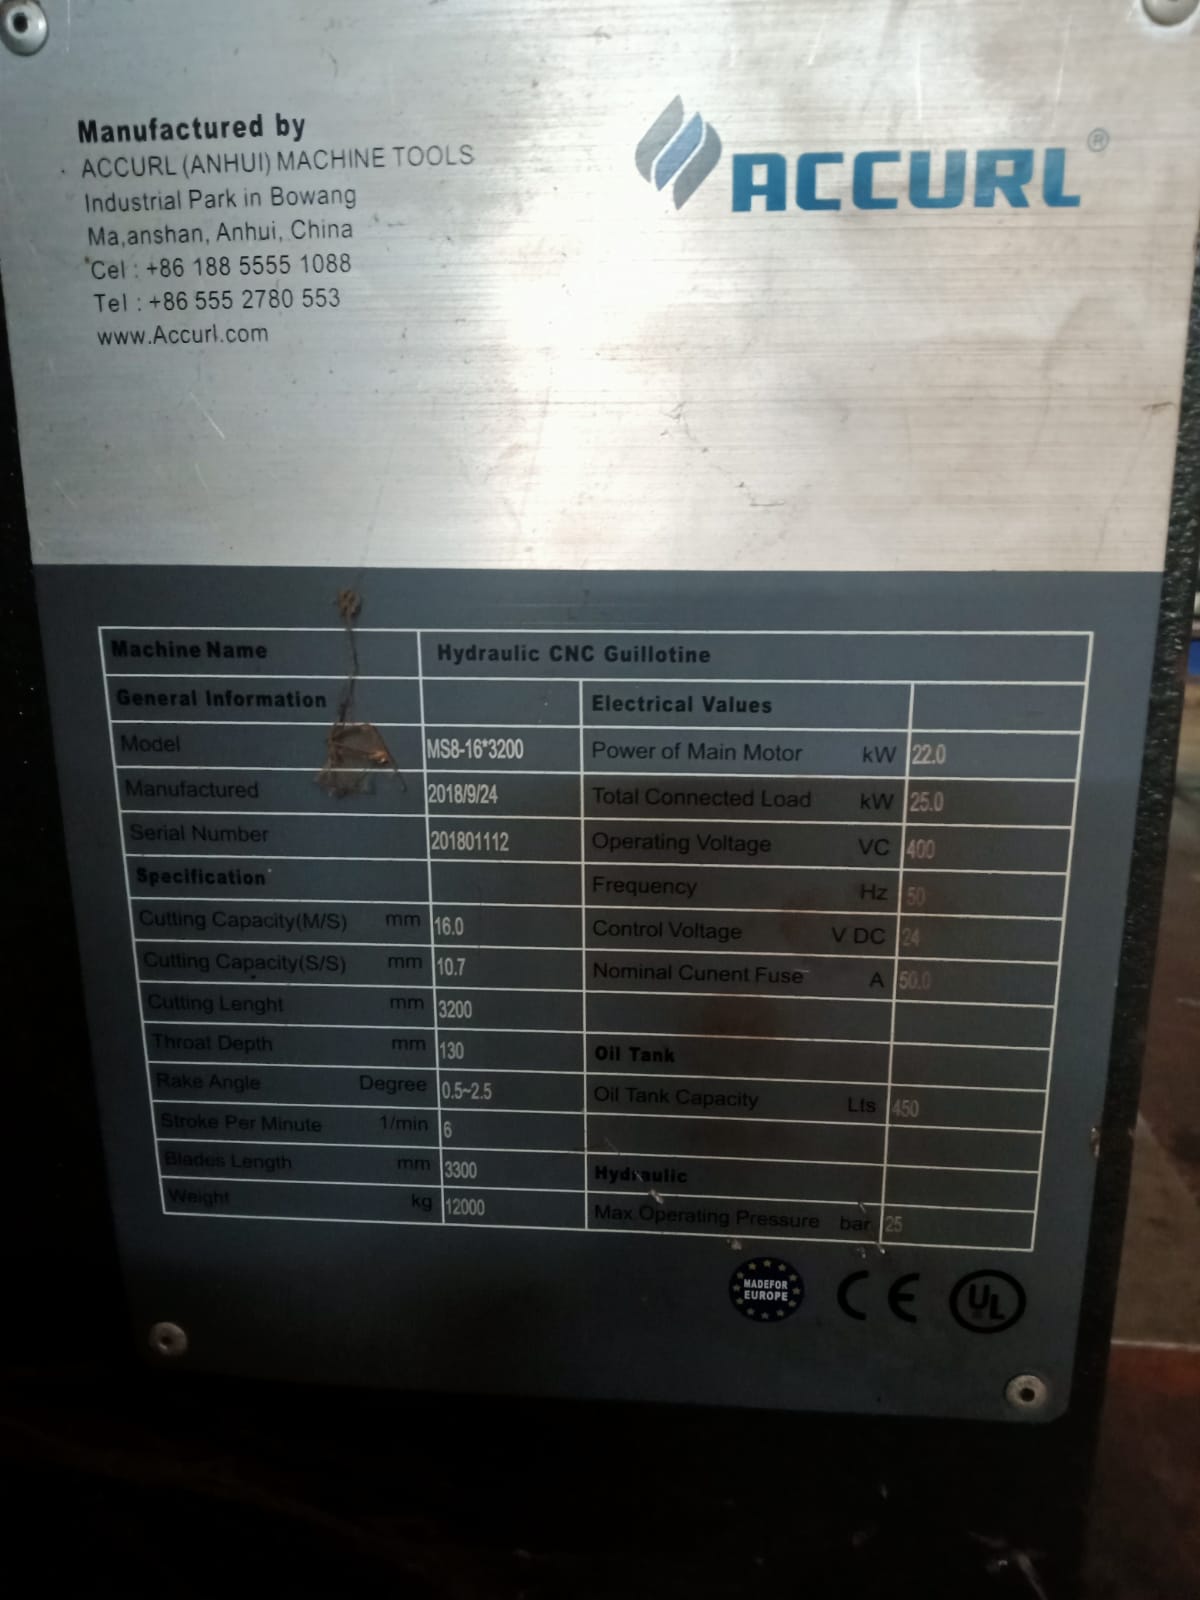 Manufactured by
ACCURL (ANHUI) MACHINE TOOLS
Industrial Park in Bowang
Ma,anshan, Anhui, China
Cel : +86 188 5555 1088
Tel : +86 555 2780 553
www.Accurl.com
ACCURL®
Machine Name Hydraulic CNC Guillotine
General Information Electrical Values
Model MS8-16*3200 Power of Main Motor kW 22.0
Manufactured 2018/9/24 Total Connected Load kW 25.0
Serial Number 201801112 Operating Voltage VC 400
Specification Frequency Hz 50
Cutting Capacity(M/S) mm 16.0 Control Voltage V DC 24
Cutting Capacity(S/S) mm 10.7 Nominal Cunent Fuse A 50.0
Cutting Lenght mm 3200
Throat Depth mm 130 Oil Tank
Rake Angle Degree 0.5~2.5 Oil Tank Capacity Lts 450
Stroke Per Minute 1/min 6
Blades Length mm 3300 Hydraulic
Weight kg 12000 Max.Operating Pressure bar 25
MADEFOR
EUROPE
CE
UL